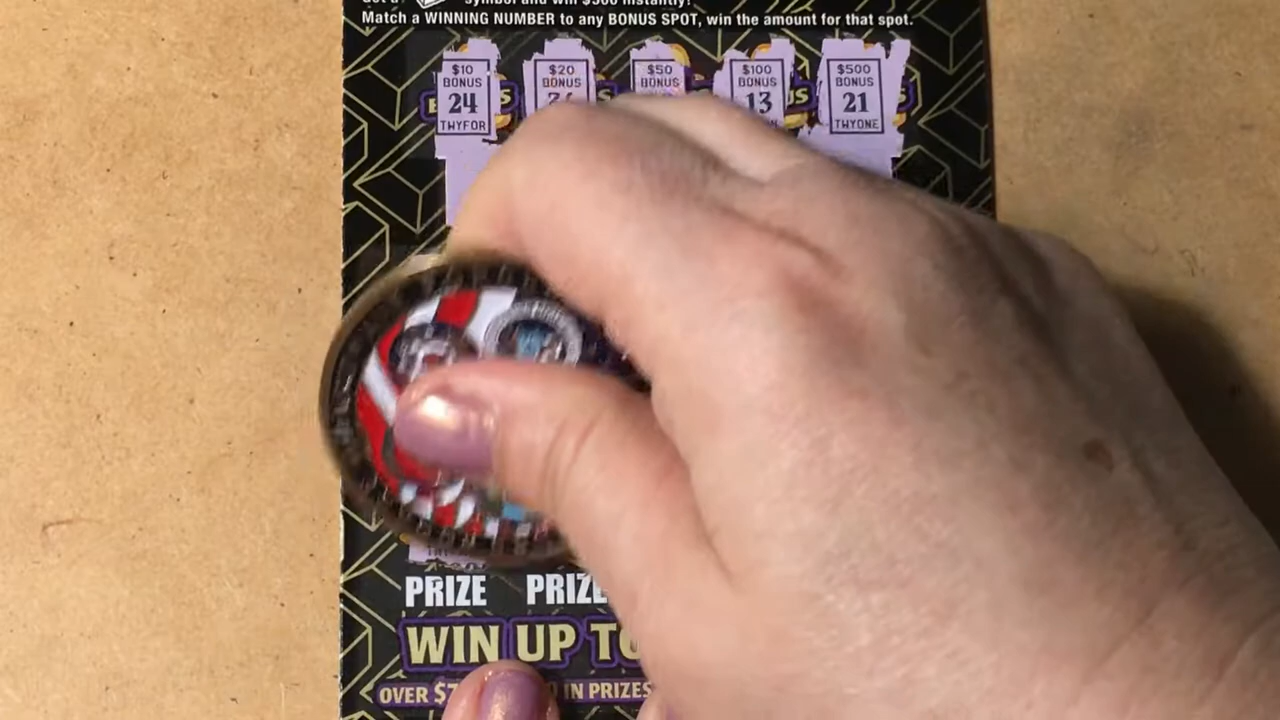 symbol and win $500 instantly!
Match a WINNING NUMBER to any BONUS SPOT, win the amount for that spot.
$10 $20 $50 $100 $500
BONUS BONUS BONUS BONUS BONUS
24 13 21
TWYFOR TWYONE
PRIZE PRIZE
WIN UP TO
OVER IN PRIZES